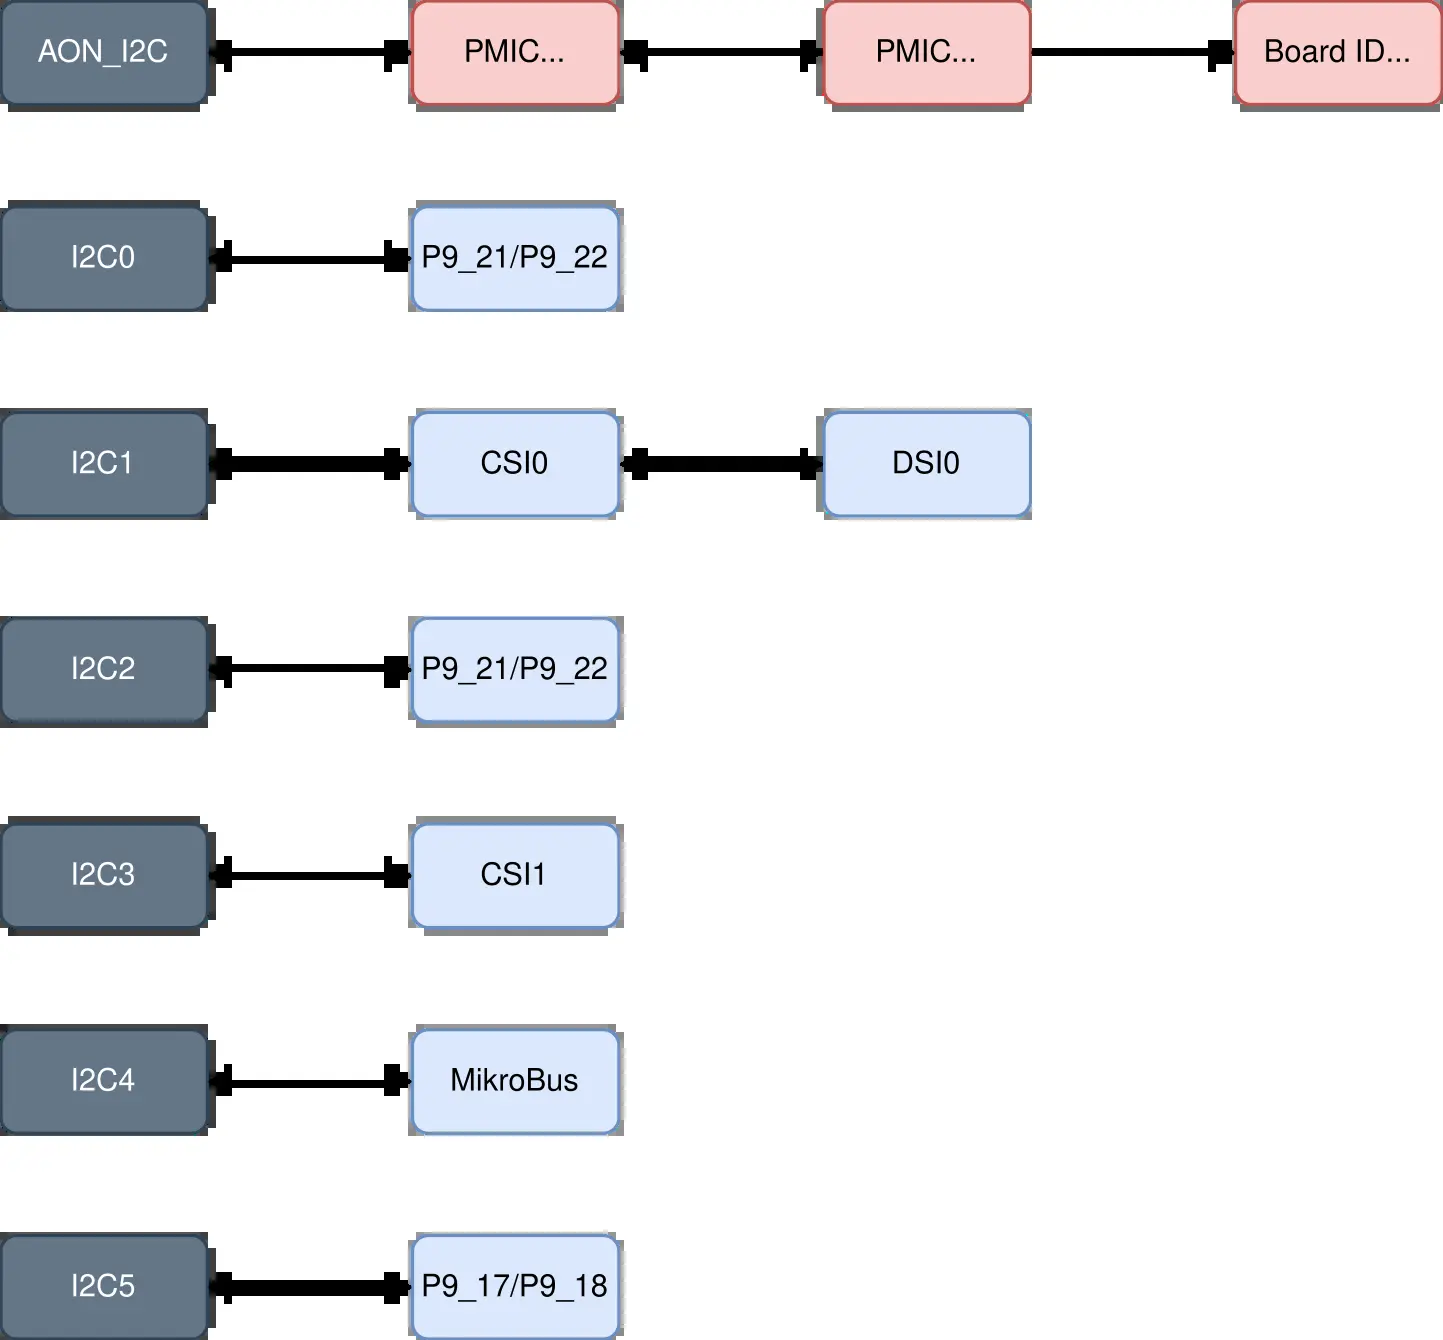 AON_I2C PMIC... PMIC... Board ID...
I2C0 P9_21/P9_22
I2C1 CSI0 DSI0
I2C2 P9_21/P9_22
I2C3 CSI1
I2C4 MikroBus
I2C5 P9_17/P9_18